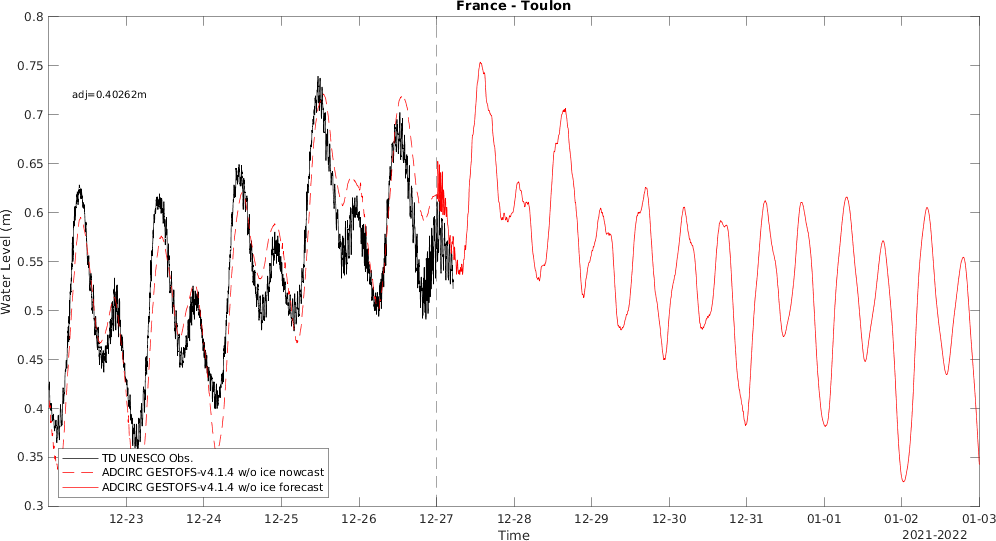 France - Toulon
0.8
0.75
0.7
0.65
0.6
0.55
0.5
0.45
0.4
0.35
0.3
Water Level (m)
adj=0.40262m
TD UNESCO Obs.
ADCIRC GESTOFS-v4.1.4 w/o ice nowcast
ADCIRC GESTOFS-v4.1.4 w/o ice forecast
12-23 12-24 12-25 12-26 12-27 12-28 12-29 12-30 12-31 01-01 01-02 01-03
Time
2021-2022